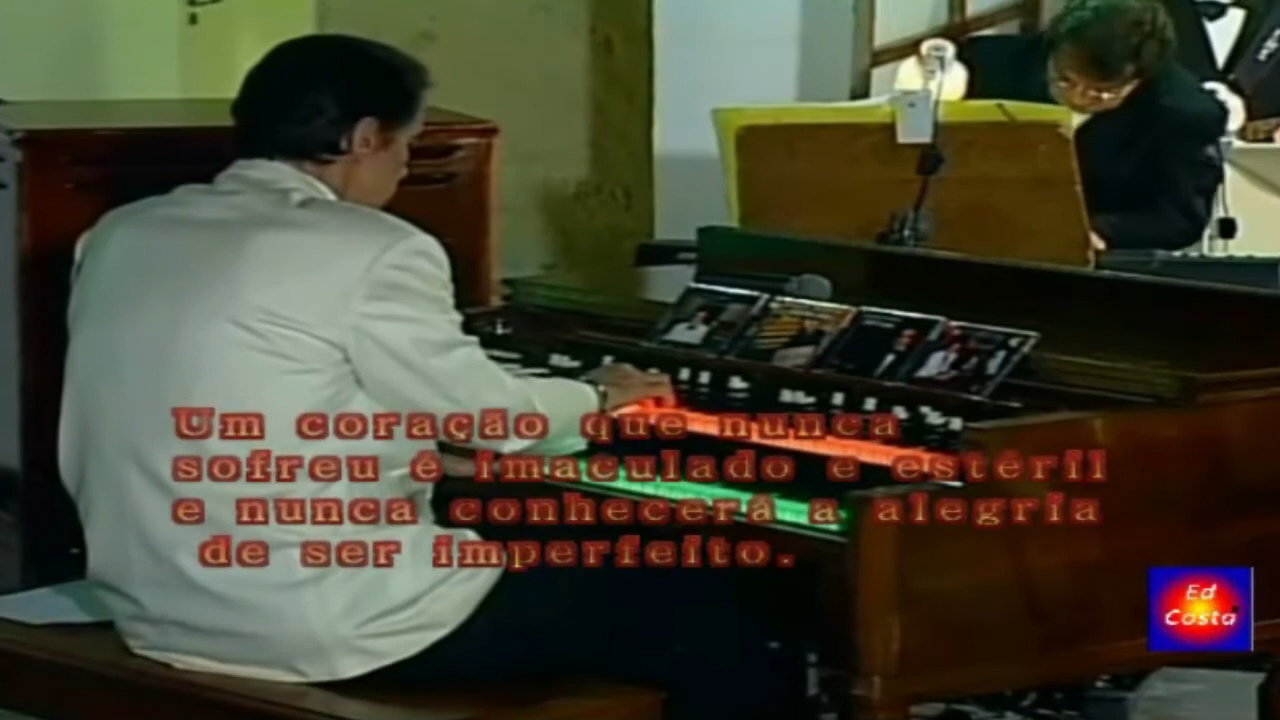 Um coração que nunca
sofreu é imaculado e estéril
e nunca conhecerá a alegria
de ser imperfeito.
Ed
Costa